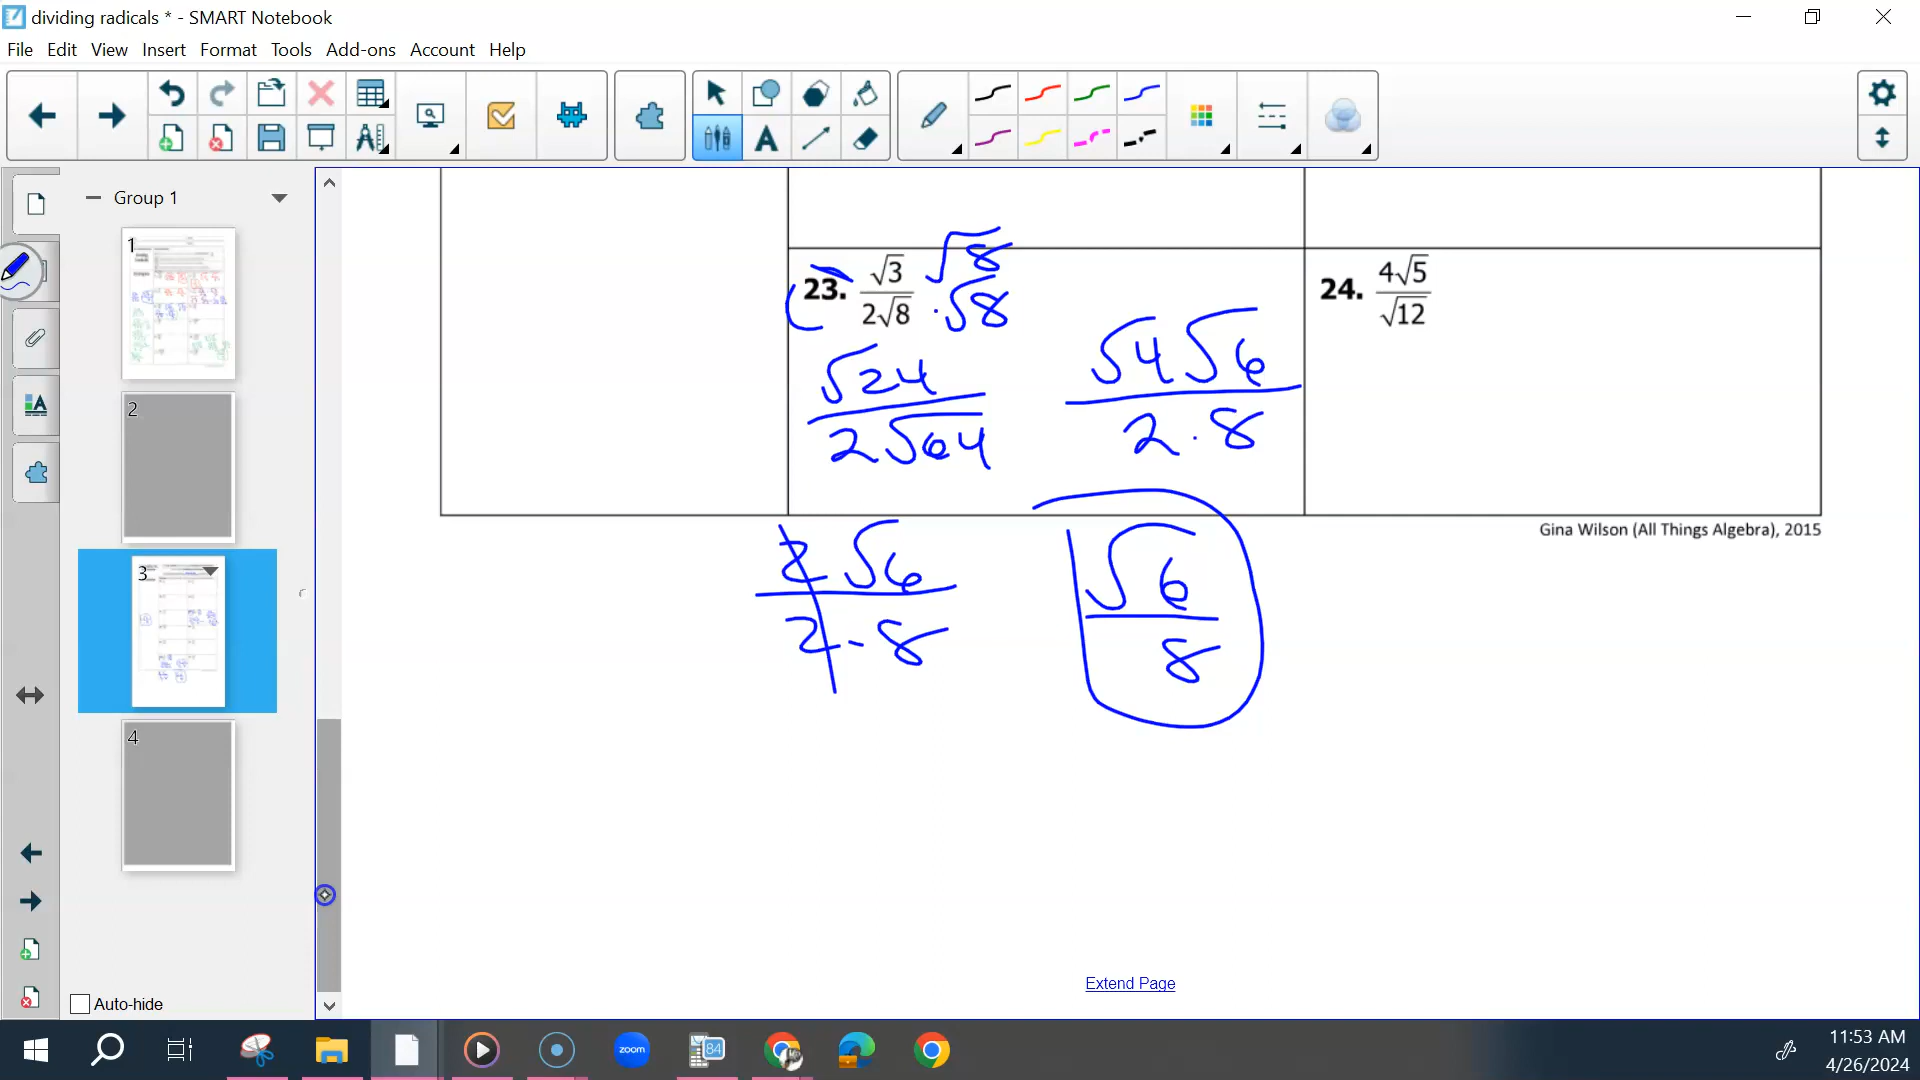 dividing radicals * - SMART Notebook
File Edit View Insert Format Tools Add-ons Account Help
Group 1
1
2
3
4
Auto-hide
23. √3 / 2√8
√8
·√8
√24 / 2√64
√4√6 / 2·8
2√6 / 2·8
√6 / 8
24. 4√5 / √12
Gina Wilson (All Things Algebra), 2015
Extend Page
zoom
84
11:53 AM
4/26/2024